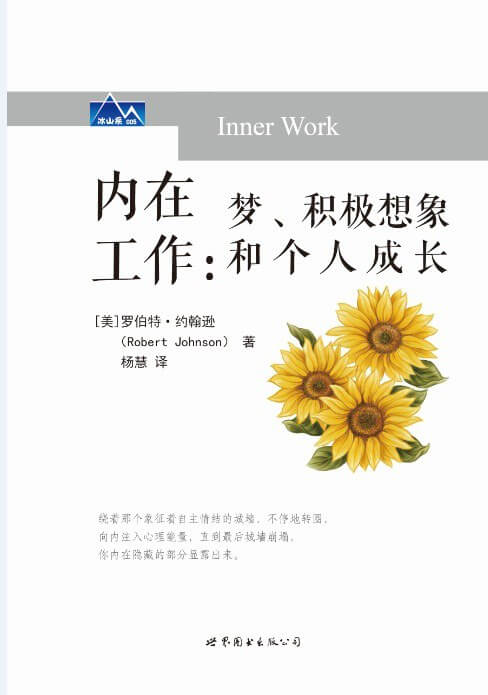 冰山系 005
Inner Work
内在
工作:
梦、积极想象
和个人成长
[美]罗伯特·约翰逊
(Robert Johnson) 著
杨慧 译
绕着那个象征着自主情结的城墙，不停地转圈，
向内注入心理能量，直到最后城墙崩塌，
你内在隐藏的部分显露出来。
世界图书出版公司